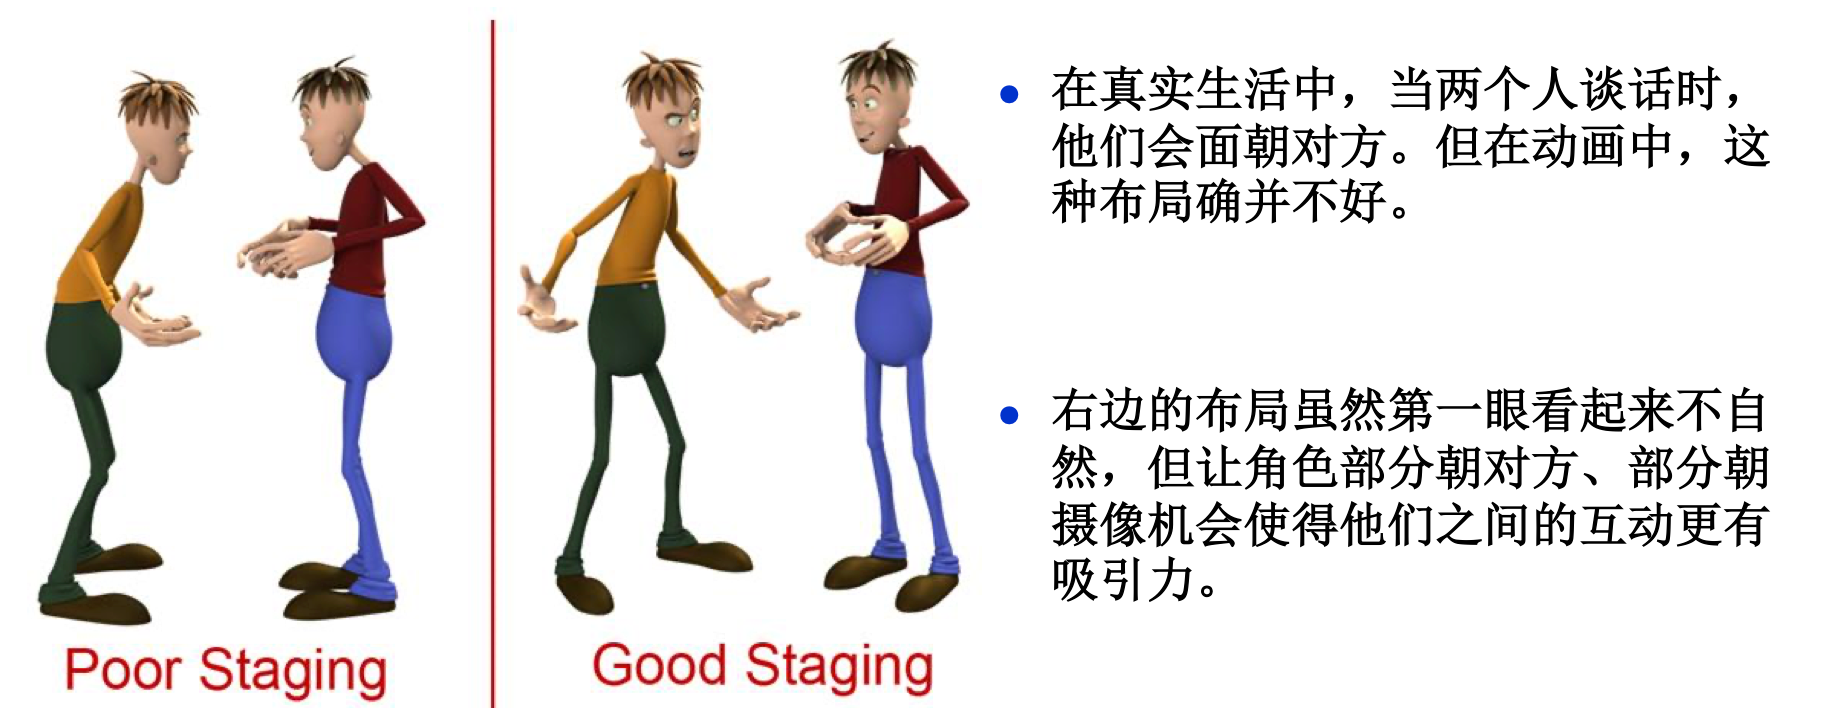 在真实生活中，当两个人谈话时，
他们会面朝对方。但在动画中，这
种布局确并不好。
右边的布局虽然第一眼看起来不自
然，但让角色部分朝对方、部分朝
摄像机会使得他们之间的互动更有
吸引力。
Poor Staging
Good Staging